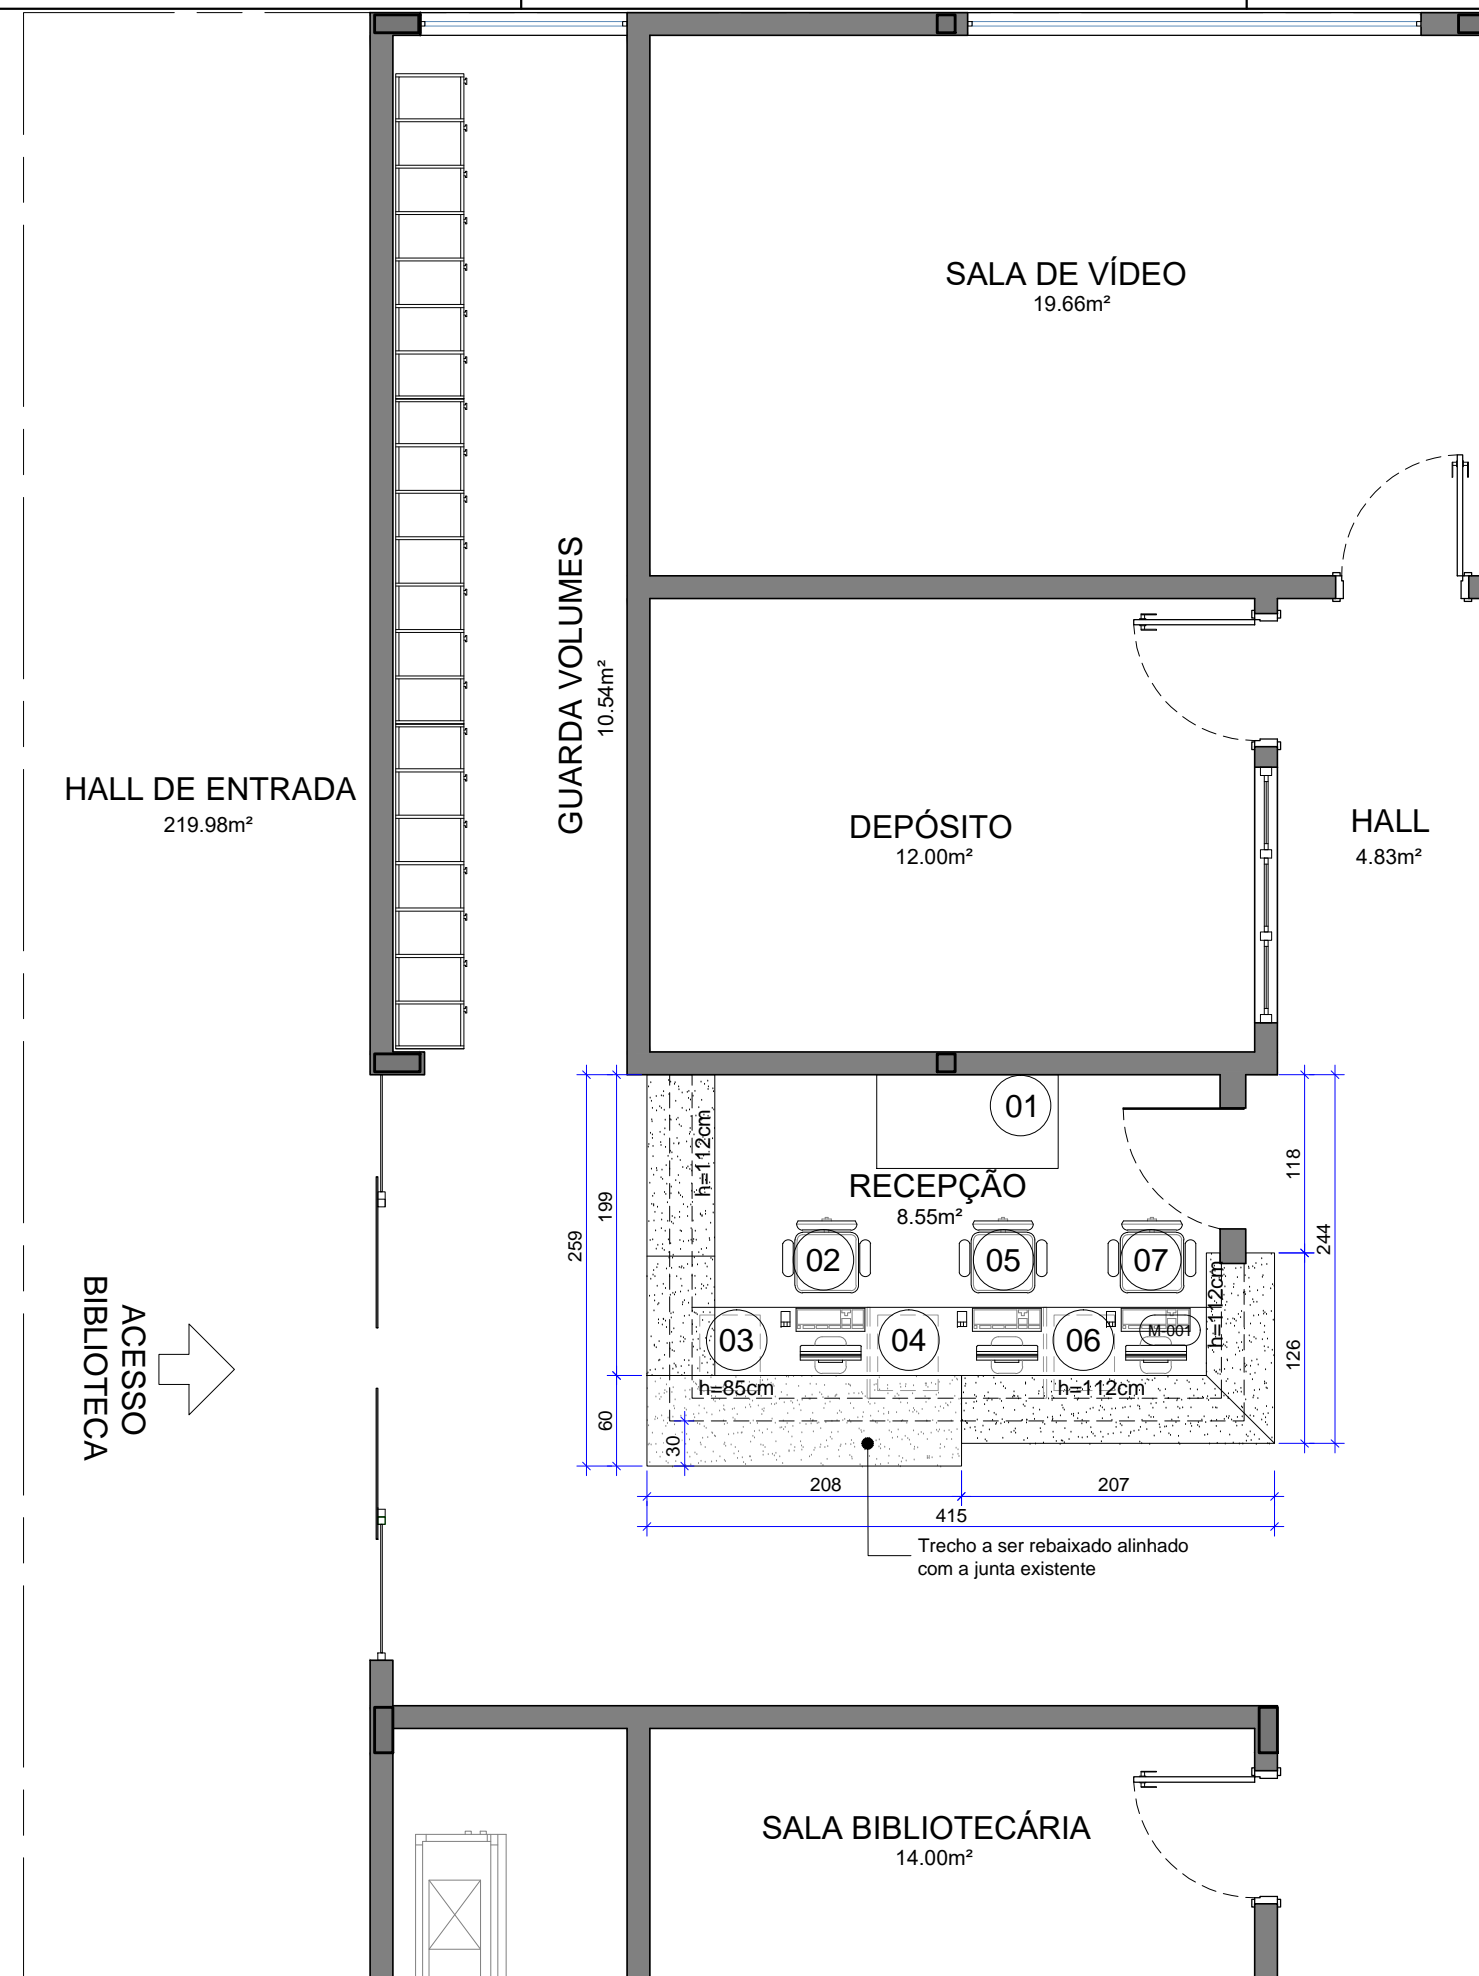 SALA DE VÍDEO
19.66m²
GUARDA VOLUMES
10.54m²
HALL DE ENTRADA
219.98m²
DEPÓSITO
12.00m²
HALL
4.83m²
01
h=112cm
RECEPÇÃO
8.55m²
118
199
259
244
02
05
07
h=112cm
03
04
06
M-001
126
h=85cm
h=112cm
60
30
ACESSO
BIBLIOTECA
208
207
415
Trecho a ser rebaixado alinhado
com a junta existente
SALA BIBLIOTECÁRIA
14.00m²